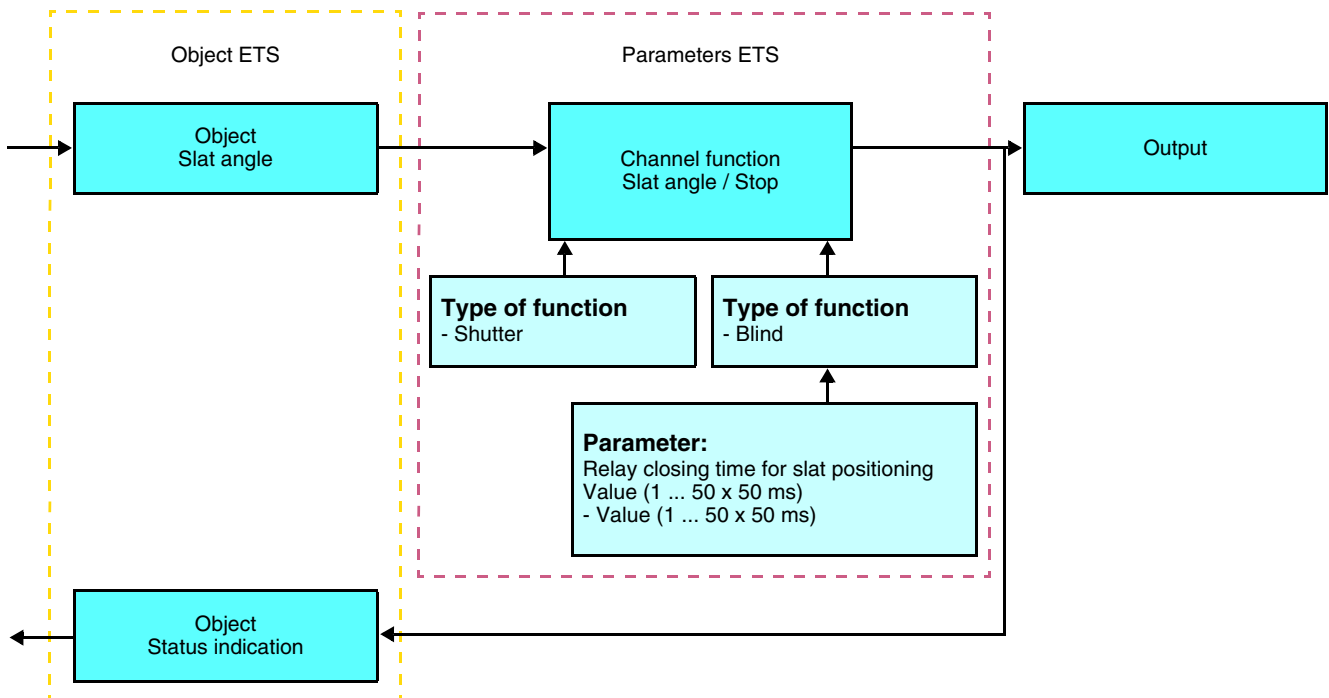 Object ETS
Parameters ETS
Object
Slat angle
Channel function
Slat angle / Stop
Output
Type of function
- Shutter
Type of function
- Blind
Parameter:
Relay closing time for slat positioning
Value (1 ... 50 x 50 ms)
- Value (1 ... 50 x 50 ms)
Object
Status indication